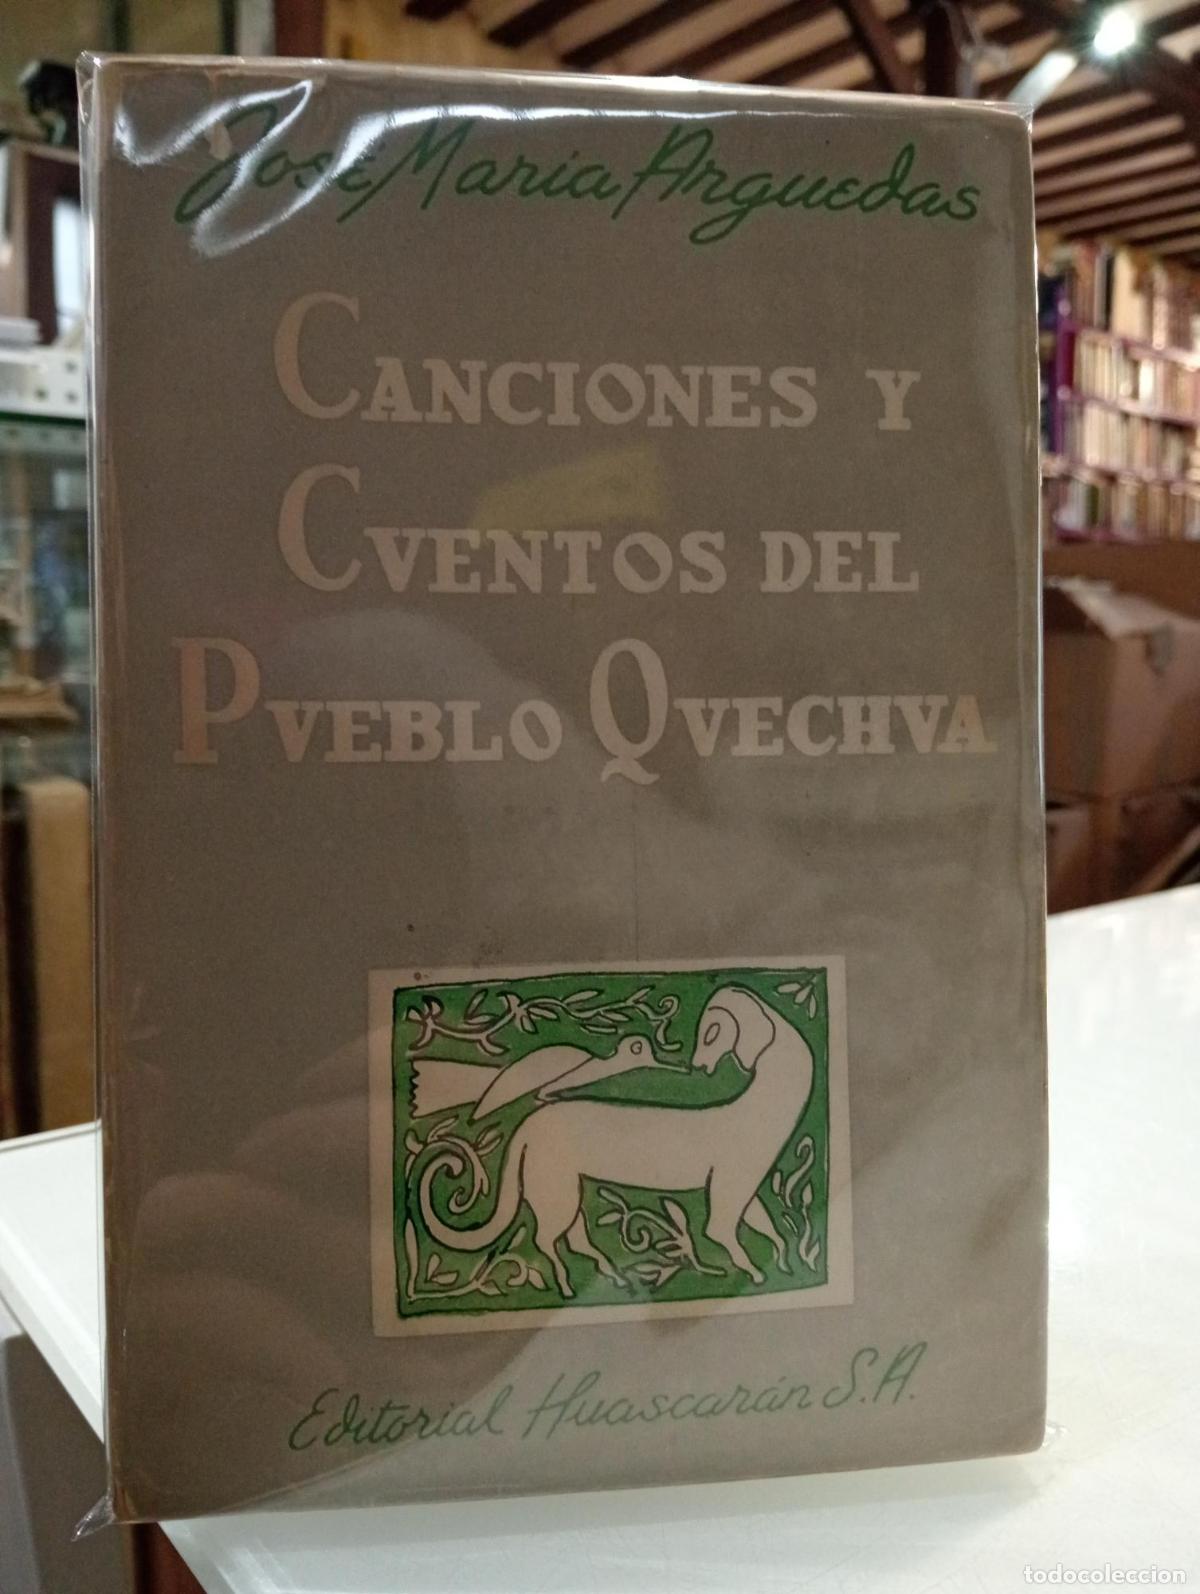 José María Arguedas
CANCIONES Y
CVENTOS DEL
PVEBLO QVECHVA
Editorial Huascarán S.A.
todocoleccion